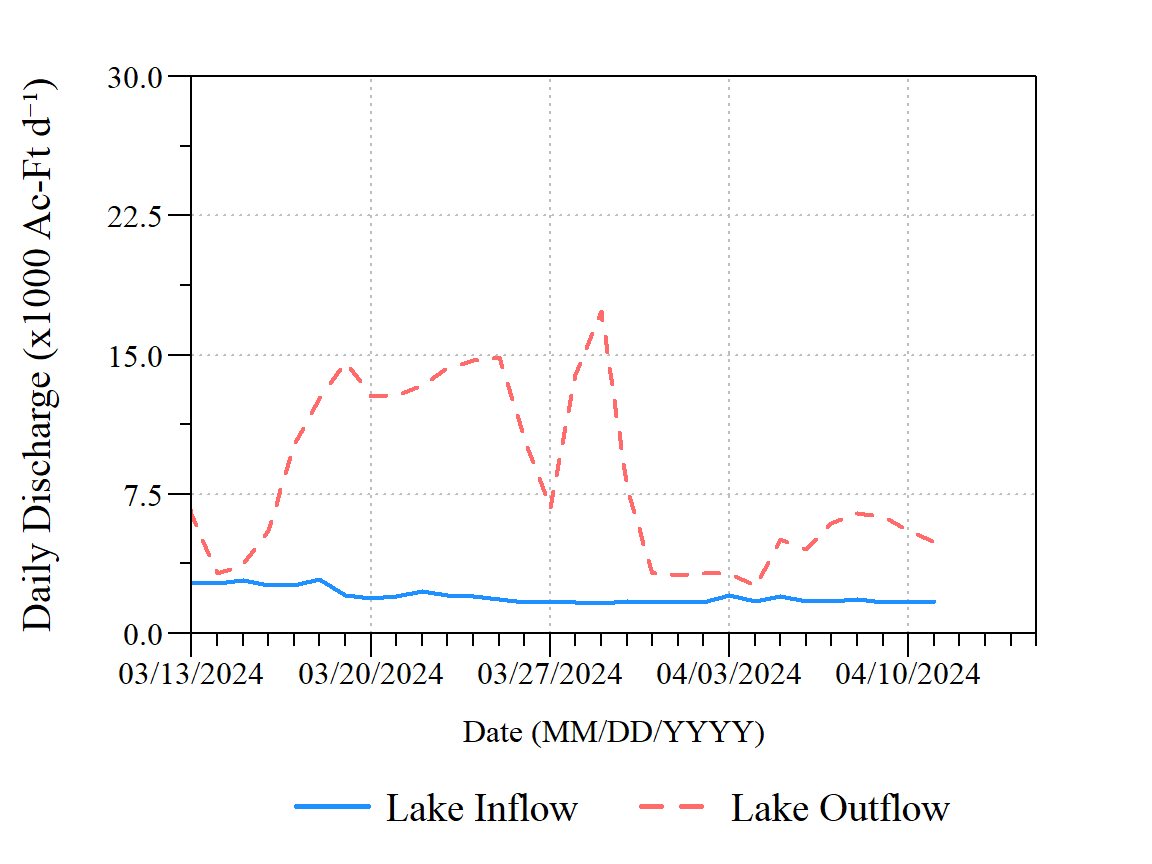 Daily Discharge (x1000 Ac-Ft d⁻¹)
30.0
22.5
15.0
7.5
0.0
03/13/2024 03/20/2024 03/27/2024 04/03/2024 04/10/2024
Date (MM/DD/YYYY)
Lake Inflow Lake Outflow